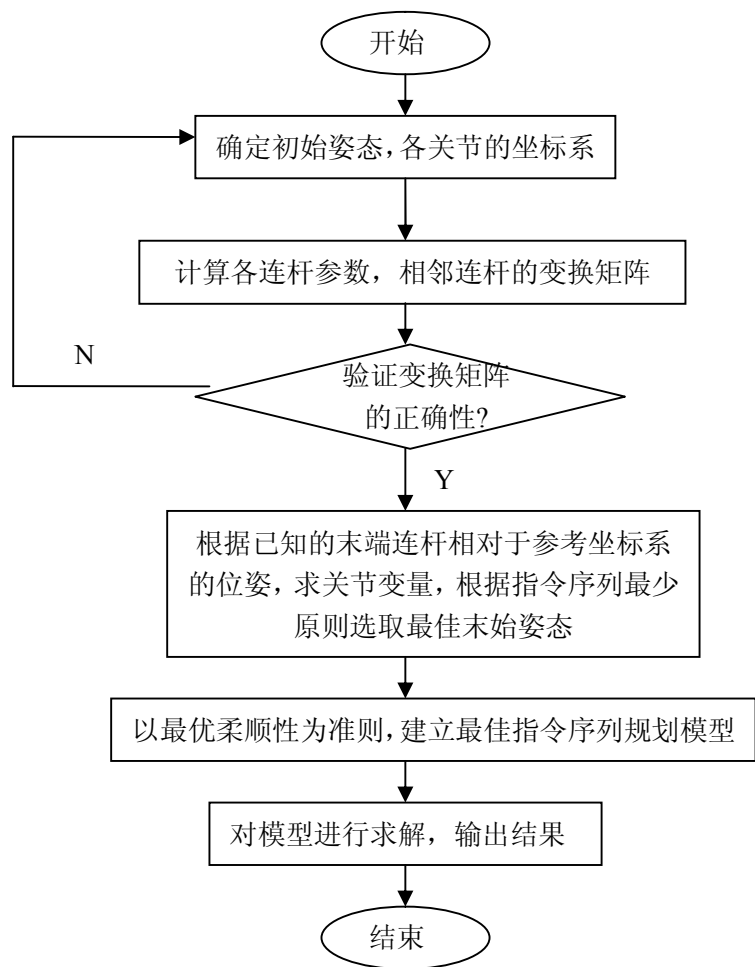 开始
确定初始姿态,各关节的坐标系
计算各连杆参数，相邻连杆的变换矩阵
N
验证变换矩阵
的正确性?
Y
根据已知的末端连杆相对于参考坐标系
的位姿,求关节变量,根据指令序列最少
原则选取最佳末始姿态
以最优柔顺性为准则,建立最佳指令序列规划模型
对模型进行求解，输出结果
结束